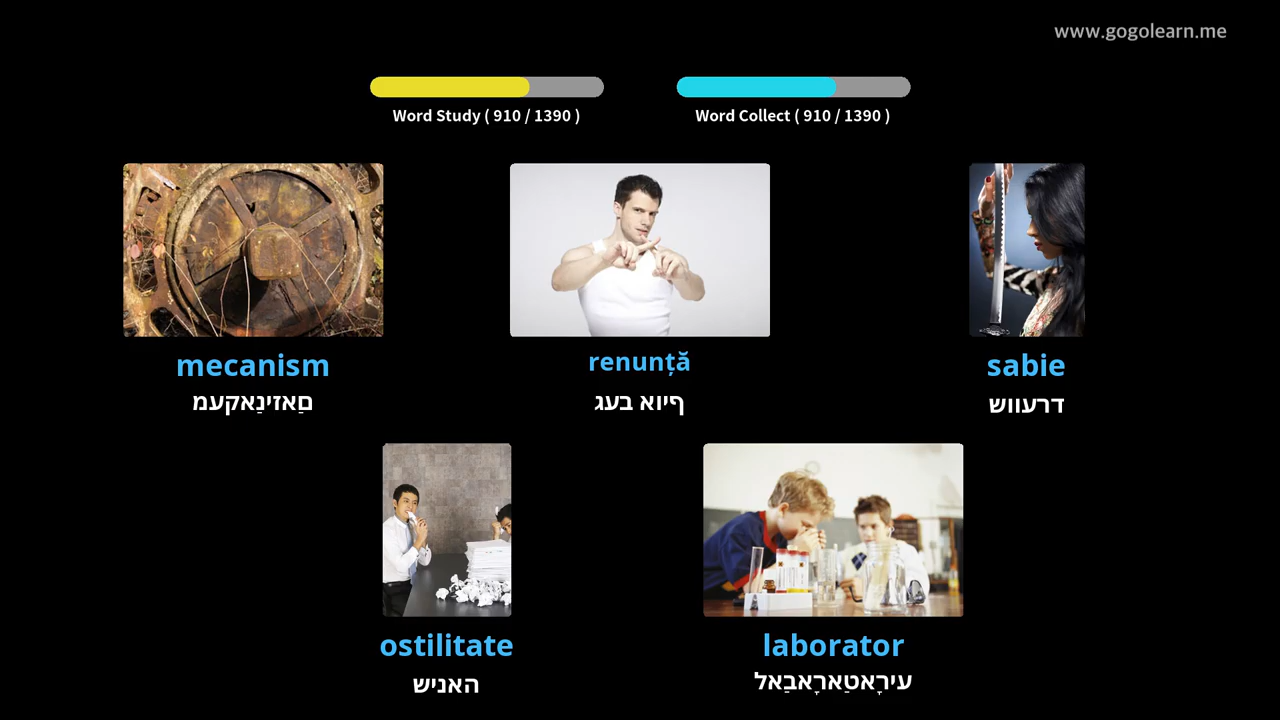 www.gogolearn.me
Word Study ( 910 / 1390 )
Word Collect ( 910 / 1390 )
mecanism
םַאזינַאקעמ
renunță
ףיוא בעג
sabie
דרעווש
ostilitate
האניש
laborator
עירָאטַארָאבַאל